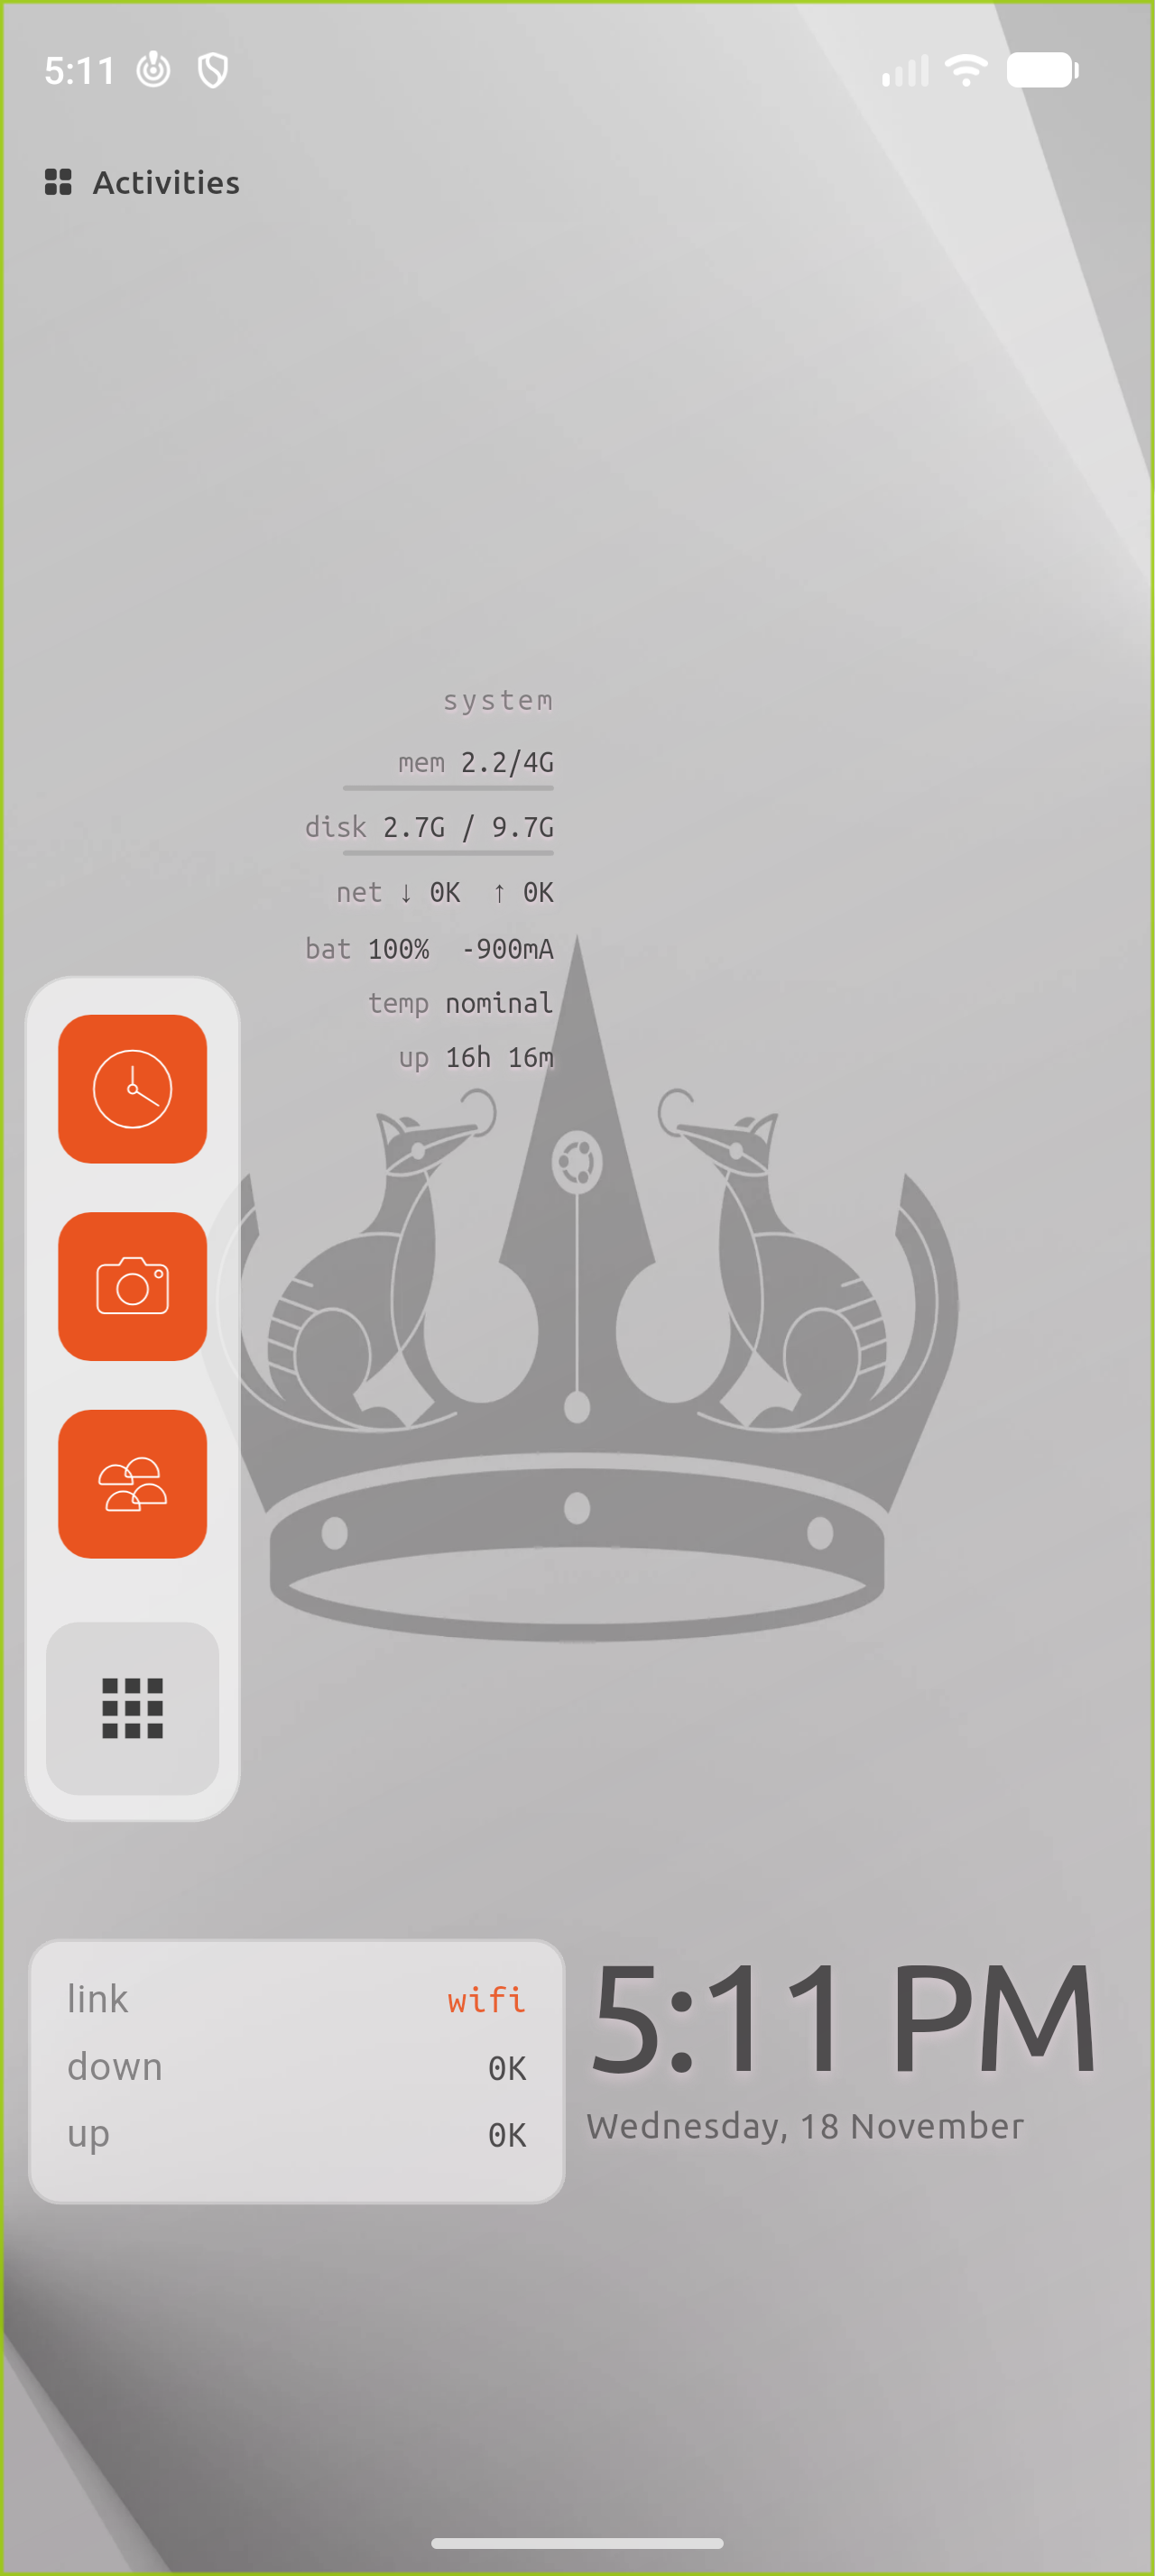 5:11
Activities
system
mem 2.2/4G
disk 2.7G / 9.7G
net ↓ 0K ↑ 0K
bat 100% -900mA
temp nominal
up 16h 16m
link wifi
down 0K
up 0K
5:11 PM
Wednesday, 18 November